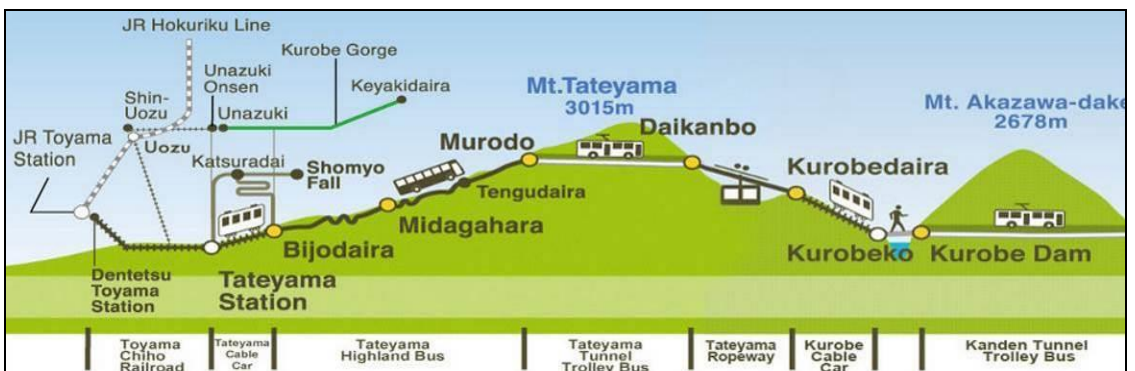 JR Hokuriku Line
Kurobe Gorge
Keyakidaira
Unazuki
Onsen
Unazuki
Shin-
Uozu
Uozu
JR Toyama
Station
Katsuradai
Shomyo
Fall
Mt.Tateyama
3015m
Mt. Akazawa-dake
2678m
Murodo
Daikanbo
Tengudaira
Kurobedaira
Midagahara
Bijodaira
Kurobeko
Kurobe Dam
Dentetsu
Toyama
Station
Tateyama
Station
Toyama
Chiho
Railroad
Tateyama
Cable
Car
Tateyama
Highland Bus
Tateyama
Tunnel
Trolley Bus
Tateyama
Ropeway
Kurobe
Cable
Car
Kanden Tunnel
Trolley Bus